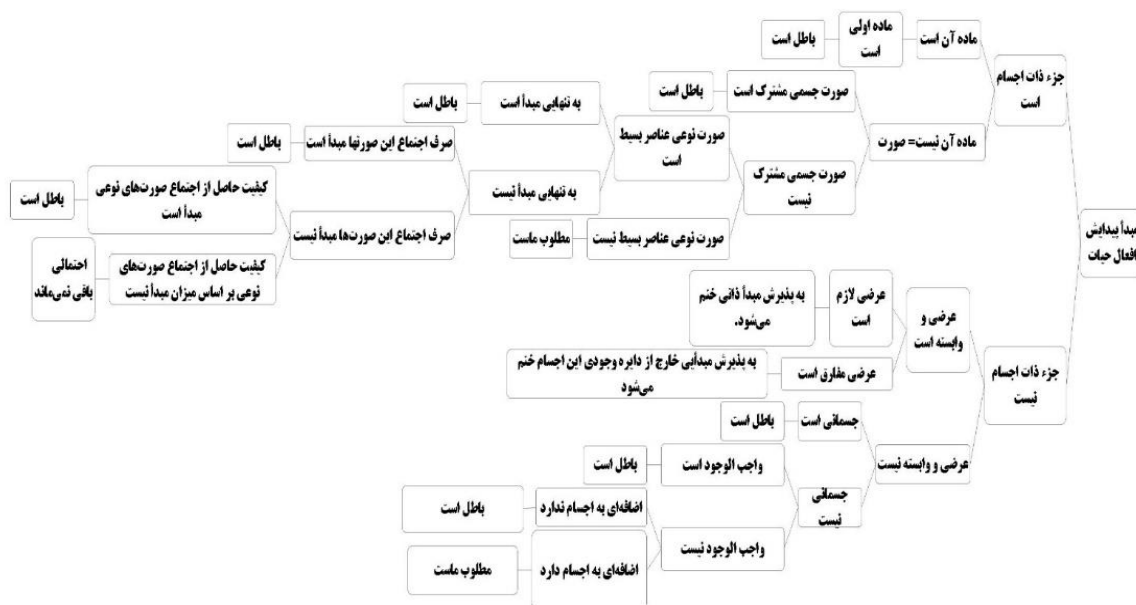 مبدأ پیدایش
افعال حیات
جزء ذات اجسام
است
ماده آن است
ماده اولی
است
باطل است
ماده آن نیست= صورت
صورت جسمی مشترک است
باطل است
صورت جسمی مشترک
نیست
صورت نوعی عناصر بسیط
است
به تنهایی مبدأ است
باطل است
به تنهایی مبدأ نیست
صرف اجتماع این صورتها مبدأ است
باطل است
صرف اجتماع این صورت‌ها مبدأ نیست
کیفیت حاصل از اجتماع صورت‌های نوعی
مبدأ است
باطل است
کیفیت حاصل از اجتماع صورت‌های
نوعی بر اساس میزان مبدأ نیست
احتمالی
باقی نمی‌ماند
صورت نوعی عناصر بسیط نیست
مطلوب ماست
جزء ذات اجسام
نیست
عرضی و
وابسته است
عرضی لازم
است
به پذیرش مبدأ ذاتی ختم
می‌شود.
عرضی مفارق است
به پذیرش مبدأیی خارج از دایره وجودی این اجسام ختم
می‌شود
عرضی و وابسته نیست
جسمانی است
باطل است
جسمانی
نیست
واجب الوجود است
باطل است
واجب الوجود نیست
اضافه‌ای به اجسام ندارد
باطل است
اضافه‌ای به اجسام دارد
مطلوب ماست